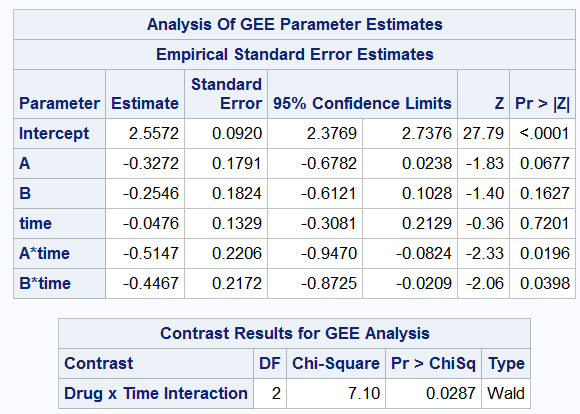 Analysis Of GEE Parameter Estimates
Empirical Standard Error Estimates
Parameter Estimate Standard Error 95% Confidence Limits Z Pr > |Z|
Intercept 2.5572 0.0920 2.3769 2.7376 27.79 <.0001
A -0.3272 0.1791 -0.6782 0.0238 -1.83 0.0677
B -0.2546 0.1824 -0.6121 0.1028 -1.40 0.1627
time -0.0476 0.1329 -0.3081 0.2129 -0.36 0.7201
A*time -0.5147 0.2206 -0.9470 -0.0824 -2.33 0.0196
B*time -0.4467 0.2172 -0.8725 -0.0209 -2.06 0.0398
Contrast Results for GEE Analysis
Contrast DF Chi-Square Pr > ChiSq Type
Drug x Time Interaction 2 7.10 0.0287 Wald